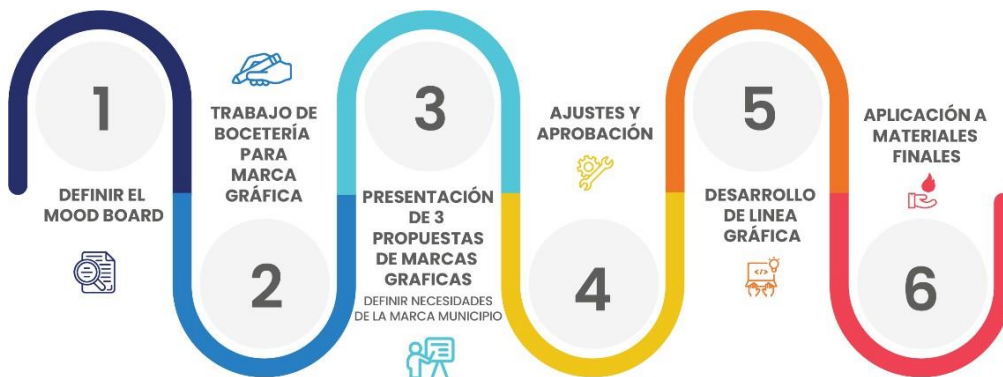 1
DEFINIR EL
MOOD BOARD
TRABAJO DE
BOCETERÍA
PARA
MARCA
GRÁFICA
2
3
PRESENTACIÓN
DE 3
PROPUESTAS
DE MARCAS
GRAFICAS
DEFINIR NECESIDADES
DE LA MARCA MUNICIPIO
AJUSTES Y
APROBACIÓN
4
5
DESARROLLO
DE LINEA
GRÁFICA
</>
APLICACIÓN A
MATERIALES
FINALES
6